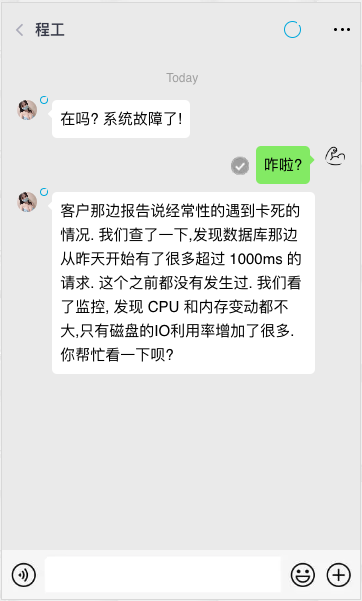 程工
Today
在吗? 系统故障了!
咋啦?
客户那边报告说经常性的遇到卡死的
情况. 我们查了一下,发现数据库那边
从昨天开始有了很多超过 1000ms 的
请求. 这个之前都没有发生过. 我们看
了监控, 发现 CPU 和内存变动都不
大,只有磁盘的IO利用率增加了很多.
你帮忙看一下呗?